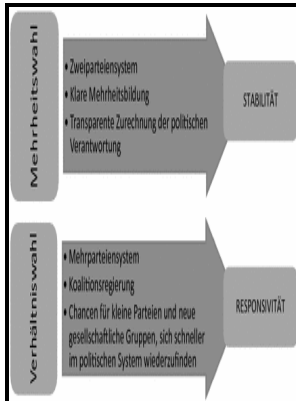 Mehrheitswahl
• Zweiparteiensystem
• Klare Mehrheitsbildung
• Transparente Zurechnung der politischen
Verantwortung
STABILITÄT
Verhältniswahl
• Mehrparteiensystem
• Koalitionsregierung
• Chancen für kleine Parteien und neue
gesellschaftliche Gruppen, sich schneller
im politischen System wiederzufinden
RESPONSIVITÄT